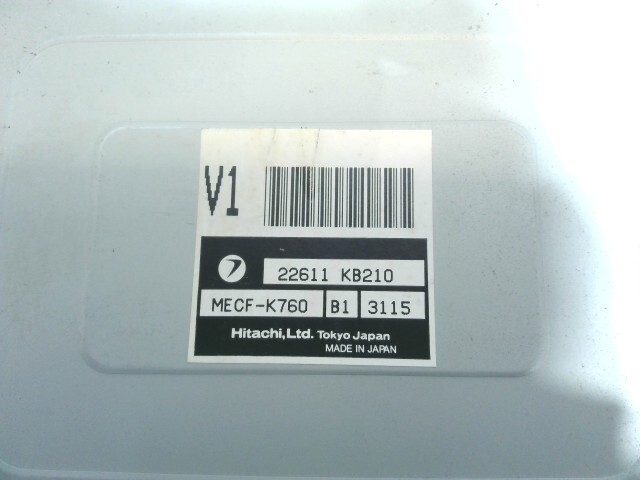 V1
22611 KB210
MECF-K760 B1 3115
Hitachi,Ltd. Tokyo Japan
MADE IN JAPAN